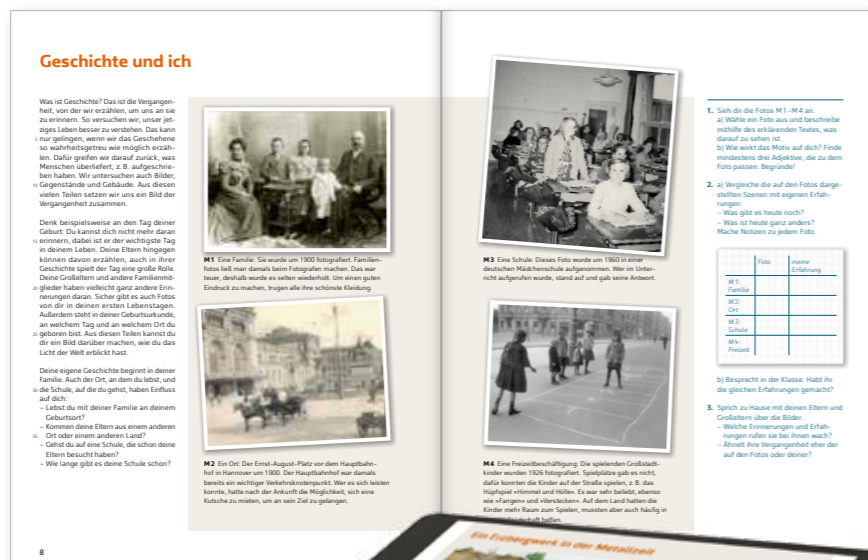 Geschichte und ich
Was ist Geschichte? Das ist die Vergangen-
heit, von der wir erzählen, um uns an sie
zu erinnern. So versuchen wir, unser jet-
ziges Leben besser zu verstehen. Das kann
5 nur gelingen, wenn wir das Geschehene
so wahrheitsgetreu wie möglich erzäh-
len. Dafür greifen wir darauf zurück, was
Menschen überliefert, z. B. aufgeschrie-
ben haben. Wir untersuchen auch Bilder,
10 Gegenstände und Gebäude. Aus diesen
vielen Teilen setzen wir uns ein Bild der
Vergangenheit zusammen.
Denk beispielsweise an den Tag deiner
Geburt: Du kannst dich nicht mehr daran
15 erinnern, dabei ist er der wichtigste Tag
in deinem Leben. Deine Eltern hingegen
können davon erzählen, auch in ihrer
Geschichte spielt der Tag eine große Rolle.
Deine Großeltern und andere Familienmit-
20 glieder haben vielleicht ganz andere Erin-
nerungen daran. Sicher gibt es auch Fotos
von dir in deinen ersten Lebenstagen.
Außerdem steht in deiner Geburtsurkunde,
an welchem Tag und an welchem Ort du
25 geboren bist. Aus diesen Teilen kannst du
dir ein Bild darüber machen, wie du das
Licht der Welt erblickt hast.
Deine eigene Geschichte beginnt in deiner
Familie. Auch der Ort, an dem du lebst, und
30 die Schule, auf die du gehst, haben Einfluss
auf dich:
– Lebst du mit deiner Familie an deinem
Geburtsort?
– Kommen deine Eltern aus einem anderen
35 Ort oder einem anderen Land?
– Gehst du auf eine Schule, die schon deine
Eltern besucht haben?
– Wie lange gibt es deine Schule schon?
8
M1 Eine Familie: Sie wurde um 1900 fotografiert. Familien-
fotos ließ man damals beim Fotografen machen. Das war
teuer, deshalb wurde es selten wiederholt. Um einen guten
Eindruck zu machen, trugen alle ihre schönste Kleidung.
M2 Ein Ort: Der Ernst-August-Platz vor dem Hauptbahn-
hof in Hannover um 1900. Der Hauptbahnhof war damals
bereits ein wichtiger Verkehrsknotenpunkt. Wer es sich leisten
konnte, hatte nach der Ankunft die Möglichkeit, sich eine
Kutsche zu mieten, um an sein Ziel zu gelangen.
M3 Eine Schule: Dieses Foto wurde um 1960 in einer
deutschen Mädchenschule aufgenommen. Wer im Unter-
richt aufgerufen wurde, stand auf und gab seine Antwort.
M4 Eine Freizeitbeschäftigung: Die spielenden Großstadt-
kinder wurden 1926 fotografiert. Spielplätze gab es nicht,
dafür konnten die Kinder auf der Straße spielen, z. B. das
Hüpfspiel »Himmel und Hölle«. Es war sehr beliebt, ebenso
wie »Fangen« und »Verstecken«. Auf dem Land hatten die
Kinder mehr Raum zum Spielen, mussten aber auch häufig in
helfen.
1. Sieh dir die Fotos M1–M4 an.
a) Wähle ein Foto aus und beschreibe
mithilfe des erklärenden Textes, was
darauf zu sehen ist.
b) Wie wirkt das Motiv auf dich? Finde
mindestens drei Adjektive, die zu dem
Foto passen. Begründe!
2. a) Vergleiche die auf den Fotos darge-
stellten Szenen mit eigenen Erfah-
rungen:
– Was gibt es heute noch?
– Was ist heute ganz anders?
Mache Notizen zu jedem Foto.
Foto meine
Erfahrung
M1:
Familie
M2:
Ort
M3:
Schule
M4:
Freizeit
b) Besprecht in der Klasse: Habt ihr
die gleichen Erfahrungen gemacht?
3. Sprich zu Hause mit deinen Eltern und
Großeltern über die Bilder.
– Welche Erinnerungen und Erfah-
rungen rufen sie bei ihnen wach?
– Ähnelt ihre Vergangenheit eher der
auf den Fotos oder deiner?
Ein Erzbergwerk in der Metallzeit